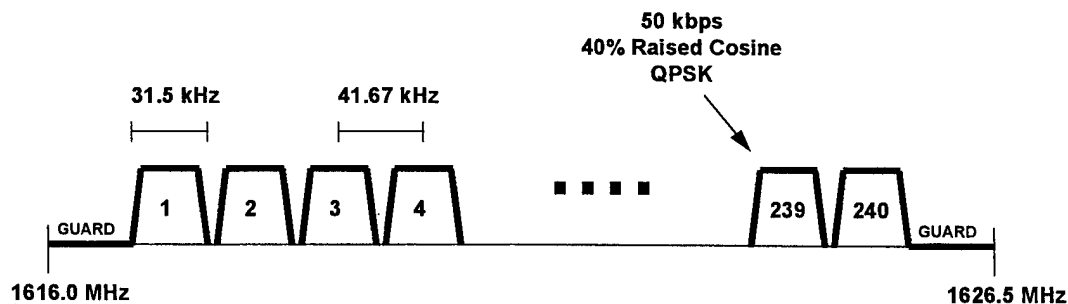 50 kbps
40% Raised Cosine
QPSK
31.5 kHz
41.67 kHz
1
2
3
4
239
240
GUARD
GUARD
1616.0 MHz
1626.5 MHz